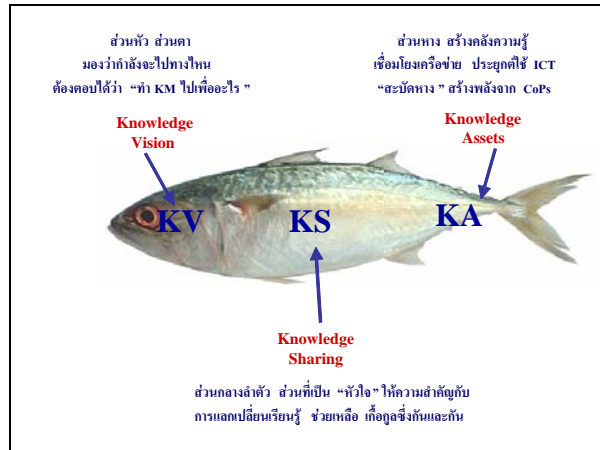 ส่วนหัว ส่วนตา
มองว่ากำลังจะไปทางไหน
ต้องตอบได้ว่า “ทำ KM ไปเพื่ออะไร ”
Knowledge
Vision
ส่วนหาง สร้างคลังความรู้
เชื่อมโยงเครือข่าย ประยุกต์ใช้ ICT
“สะบัดหาง ” สร้างพลังจาก CoPs
Knowledge
Assets
KV
KS
KA
Knowledge
Sharing
ส่วนกลางลำตัว ส่วนที่เป็น “หัวใจ ” ให้ความสำคัญกับ
การแลกเปลี่ยนเรียนรู้ ช่วยเหลือ เกื้อกูลซึ่งกันและกัน